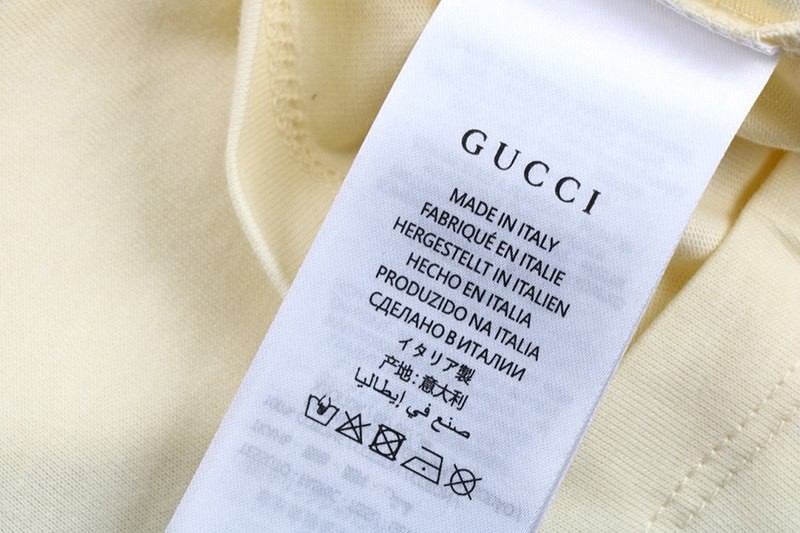 GUCCI
MADE IN ITALY
FABRIQUÉ EN ITALIE
HERGESTELLT IN ITALIEN
HECHO EN ITALIA
PRODUZIDO NA ITALIA
СДЕЛАНО В ИТАЛИИ
イタリア製
产地:意大利
صنع في إيطاليا